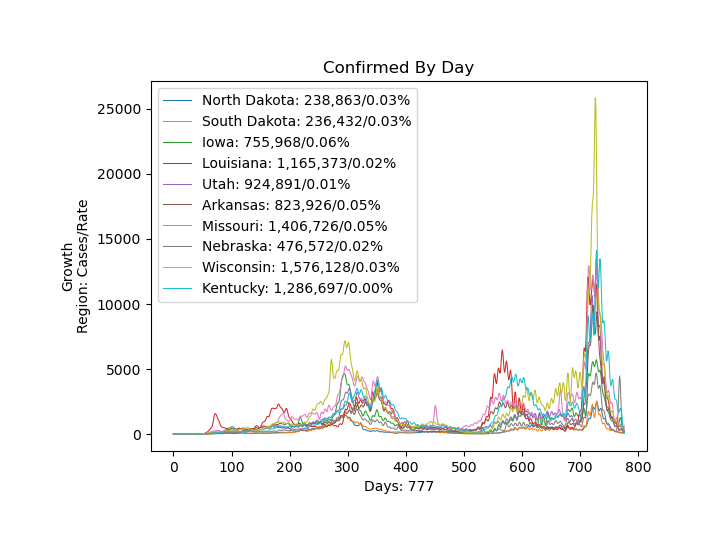 Confirmed By Day
North Dakota: 238,863/0.03%
South Dakota: 236,432/0.03%
Iowa: 755,968/0.06%
Louisiana: 1,165,373/0.02%
Utah: 924,891/0.01%
Arkansas: 823,926/0.05%
Missouri: 1,406,726/0.05%
Nebraska: 476,572/0.02%
Wisconsin: 1,576,128/0.03%
Kentucky: 1,286,697/0.00%
Growth
Region: Cases/Rate
25000
20000
15000
10000
5000
0
0 100 200 300 400 500 600 700 800
Days: 777